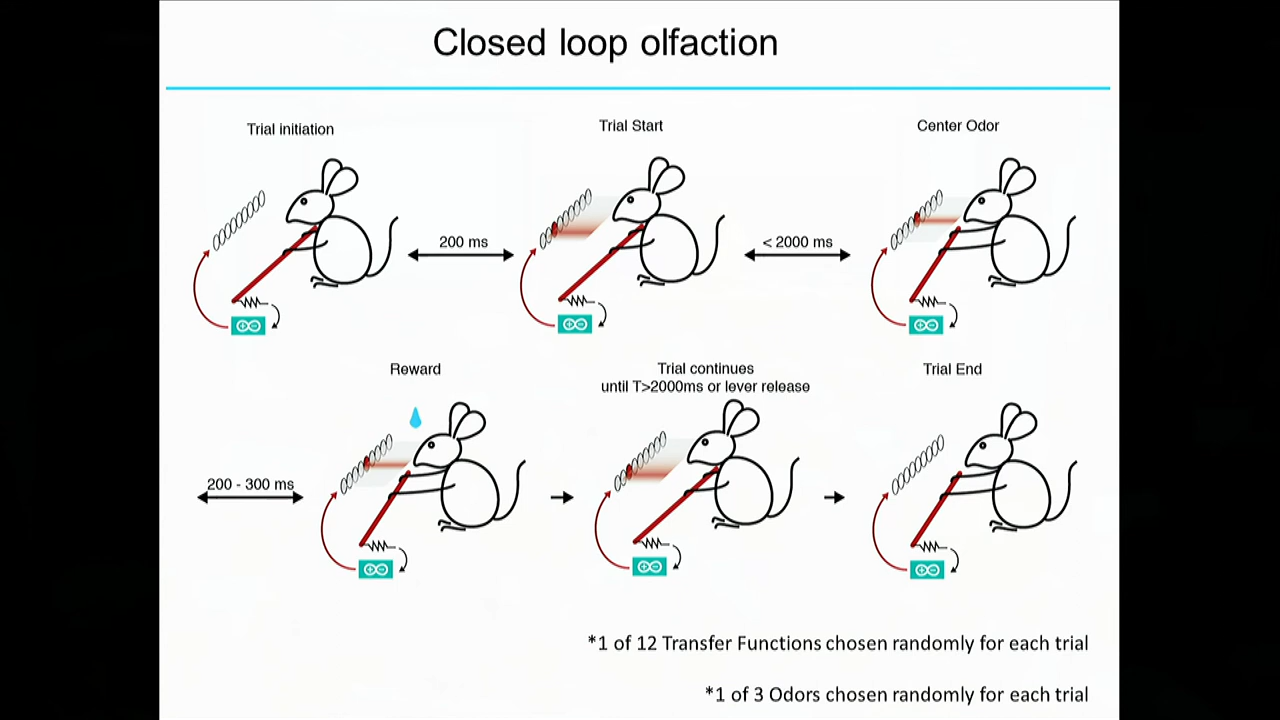 Closed loop olfaction
Trial initiation
Trial Start
Center Odor
200 ms
< 2000 ms
Reward
Trial continues
until T>2000ms or lever release
Trial End
200 - 300 ms
*1 of 12 Transfer Functions chosen randomly for each trial
*1 of 3 Odors chosen randomly for each trial